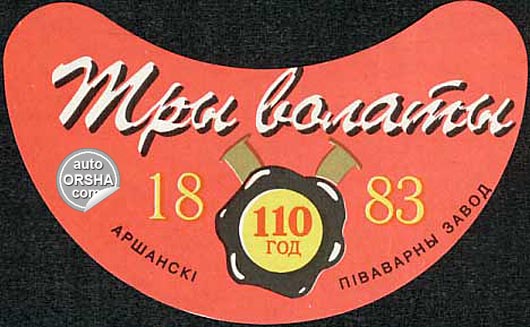 Тры волаты
auto
ORSHA
com
18 83
110
ГОД
АРШАНСКІ ПІВАВАРНЫ ЗАВОД